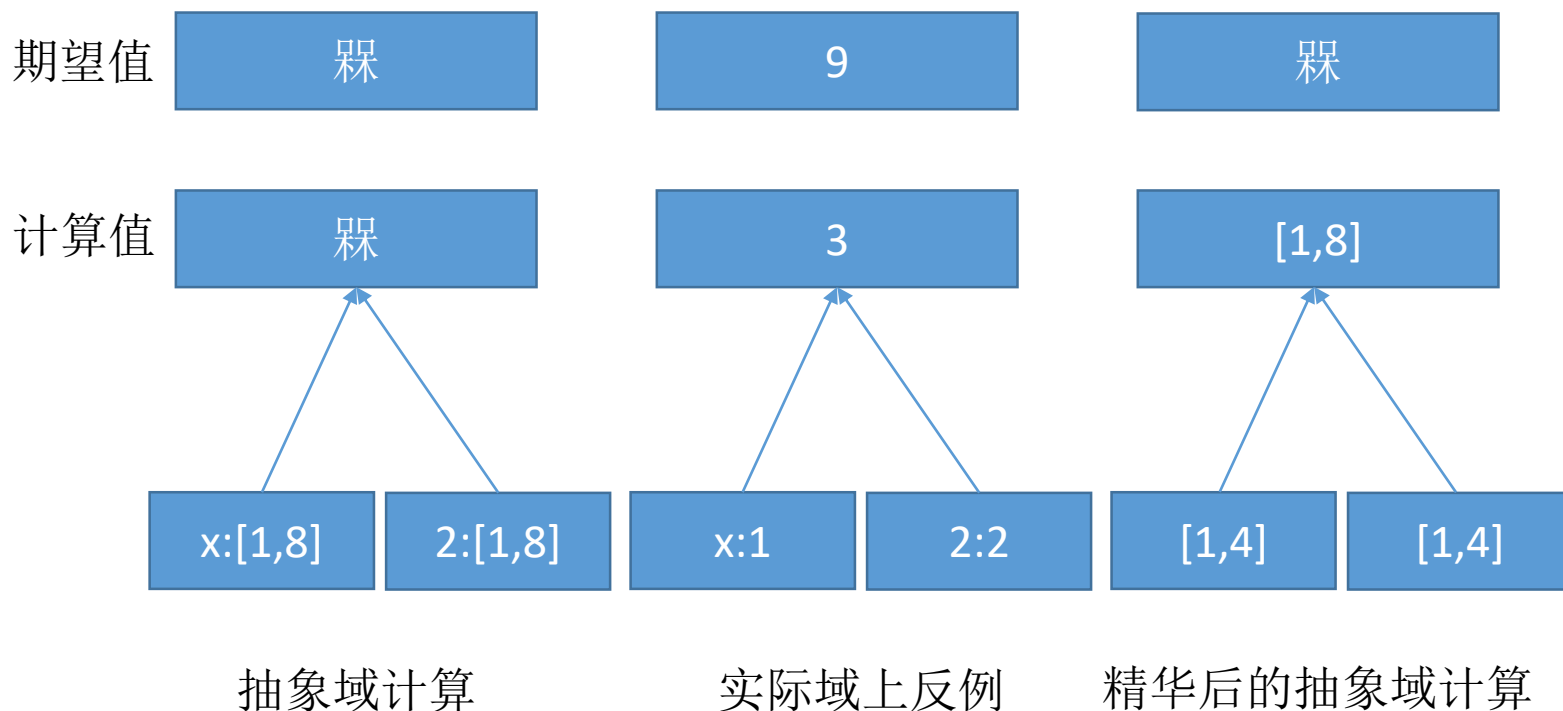 期望值 槑 9 槑
计算值 槑 3 [1,8]
x:[1,8] 2:[1,8] x:1 2:2 [1,4] [1,4]
抽象域计算 实际域上反例 精华后的抽象域计算